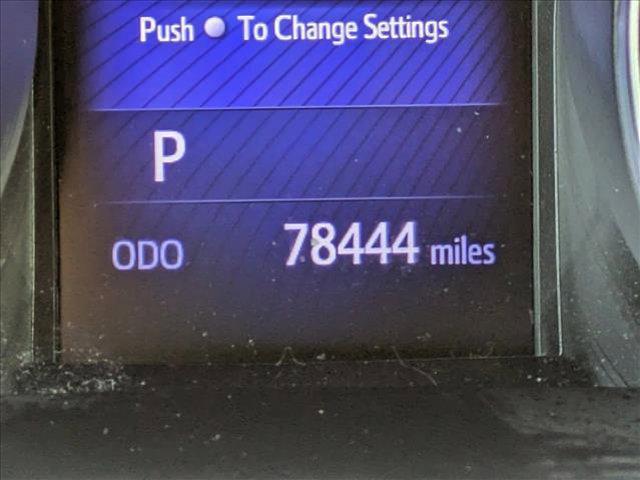 Push To Change Settings
P
ODO 78444 miles